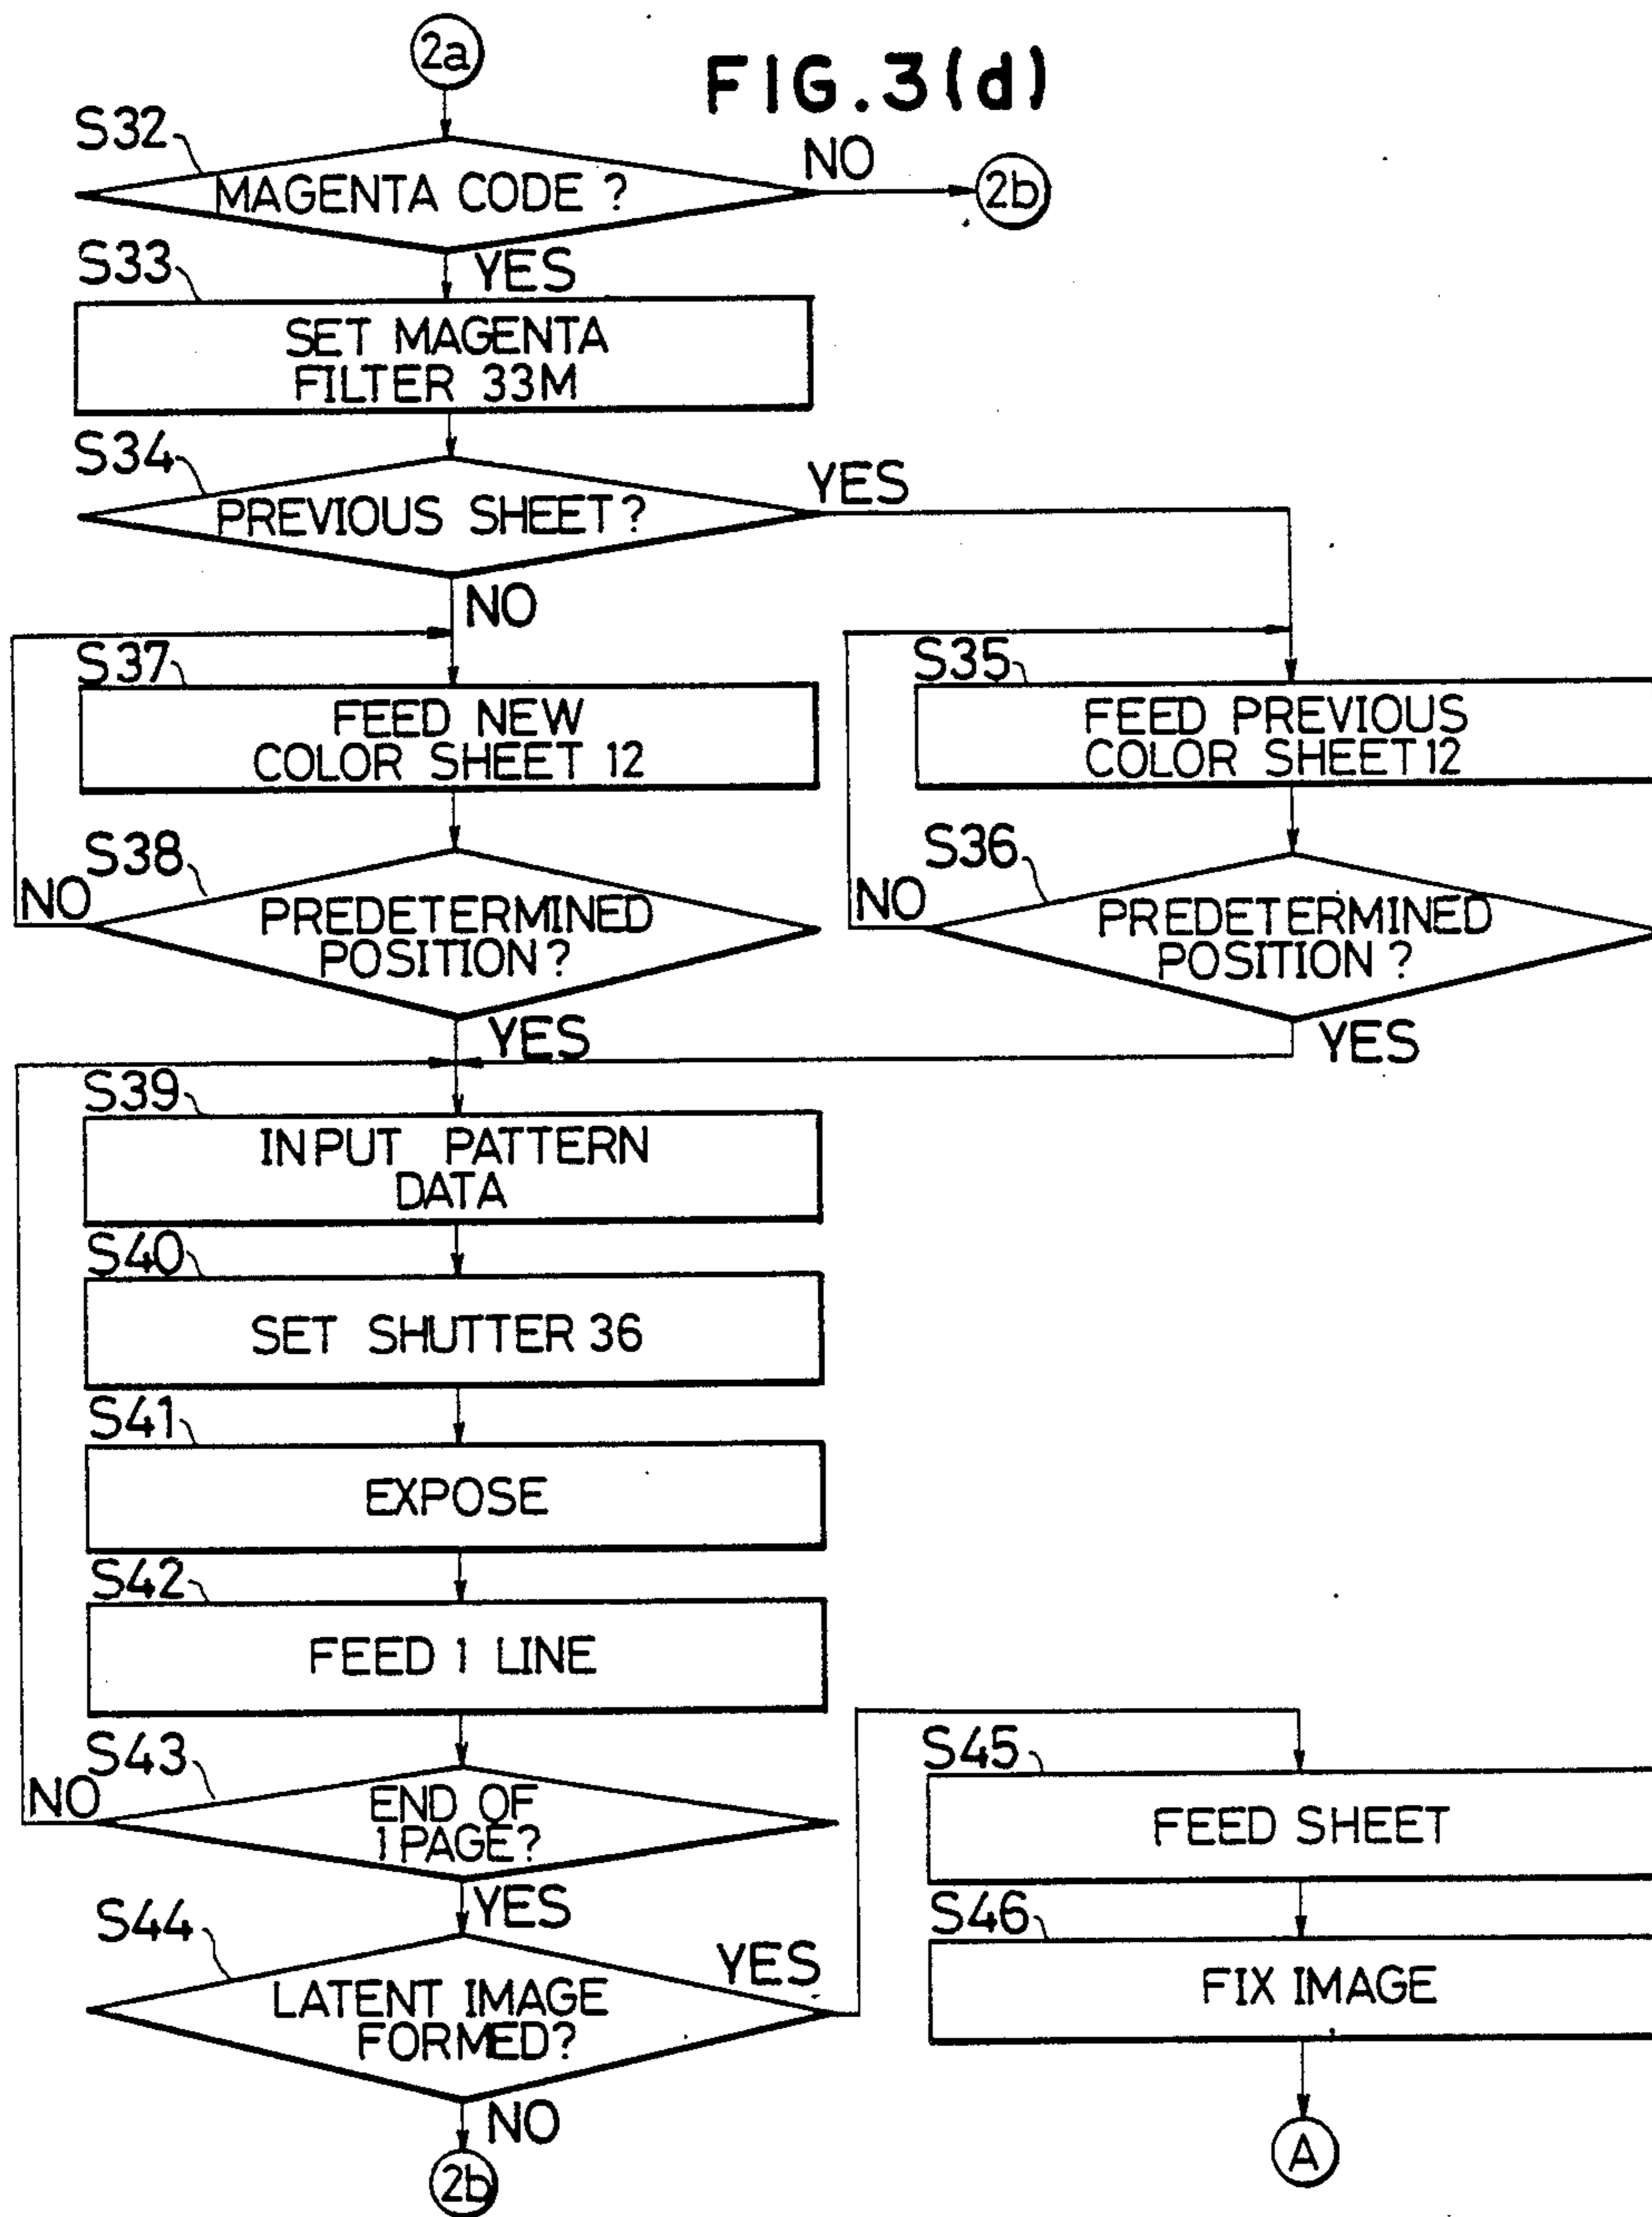 2a
FIG.3(d)
S32
MAGENTA CODE ?
NO
2b
YES
S33
SET MAGENTA
FILTER 33M
S34
PREVIOUS SHEET?
YES
NO
S37
FEED NEW
COLOR SHEET 12
S35
FEED PREVIOUS
COLOR SHEET 12
S38
NO
PREDETERMINED
POSITION?
YES
S36
NO
PREDETERMINED
POSITION?
YES
S39
INPUT PATTERN
DATA
S40
SET SHUTTER 36
S41
EXPOSE
S42
FEED 1 LINE
S43
NO
END OF
1 PAGE?
YES
S44
LATENT IMAGE
FORMED?
YES
NO
2b
S45
FEED SHEET
S46
FIX IMAGE
A